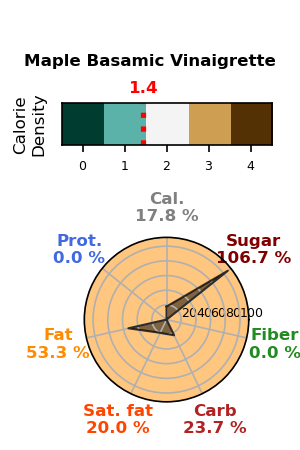 Maple Basamic Vinaigrette
1.4
Calorie
Density
0 1 2 3 4
Cal.
17.8 %
Prot.
0.0 %
Sugar
106.7 %
20 40 60 80 100
Fat
53.3 %
Fiber
0.0 %
Sat. fat
20.0 %
Carb
23.7 %